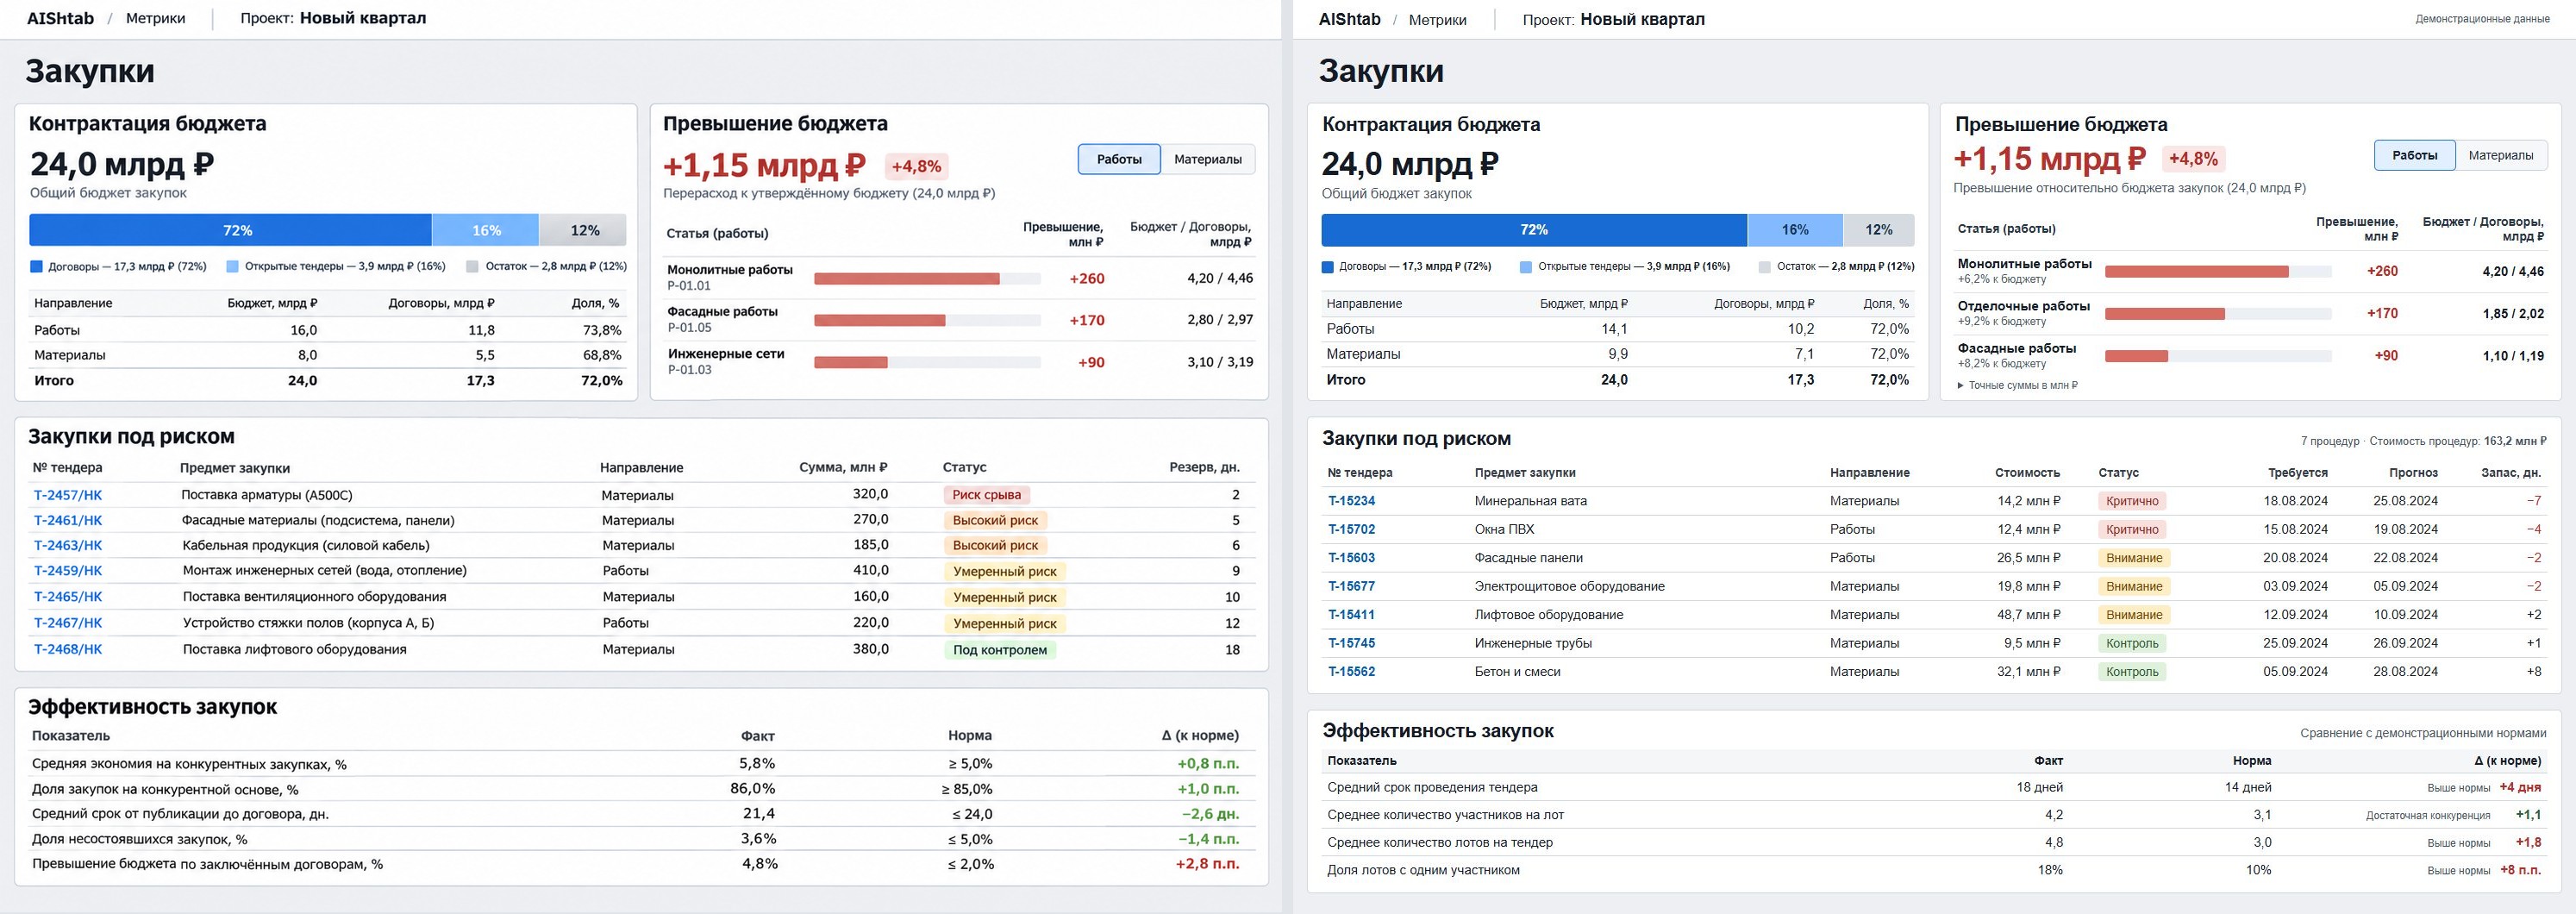 AIShtab / Метрики Проект: Новый квартал
Закупки
Контрактация бюджета
24,0 млрд ₽
Общий бюджет закупок
72% 16% 12%
Договоры — 17,3 млрд ₽ (72%) Открытые тендеры — 3,9 млрд ₽ (16%) Остаток — 2,8 млрд ₽ (12%)
Направление Бюджет, млрд ₽ Договоры, млрд ₽ Доля, %
Работы 16,0 11,8 73,8%
Материалы 8,0 5,5 68,8%
Итого 24,0 17,3 72,0%
Превышение бюджета
+1,15 млрд ₽ +4,8% Работы Материалы
Перерасход к утверждённому бюджету (24,0 млрд ₽)
Статья (работы) Превышение, млн ₽ Бюджет / Договоры, млрд ₽
Монолитные работы +260 4,20 / 4,46
Р-01.01
Фасадные работы +170 2,80 / 2,97
Р-01.05
Инженерные сети +90 3,10 / 3,19
Р-01.03
Закупки под риском
№ тендера Предмет закупки Направление Сумма, млн ₽ Статус Резерв, дн.
Т-2457/НК Поставка арматуры (А500С) Материалы 320,0 Риск срыва 2
Т-2461/НК Фасадные материалы (подсистема, панели) Материалы 270,0 Высокий риск 5
Т-2463/НК Кабельная продукция (силовой кабель) Материалы 185,0 Высокий риск 6
Т-2459/НК Монтаж инженерных сетей (вода, отопление) Работы 410,0 Умеренный риск 9
Т-2465/НК Поставка вентиляционного оборудования Материалы 160,0 Умеренный риск 10
Т-2467/НК Устройство стяжки полов (корпуса А, Б) Работы 220,0 Умеренный риск 12
Т-2468/НК Поставка лифтового оборудования Материалы 380,0 Под контролем 18
Эффективность закупок
Показатель Факт Норма Δ (к норме)
Средняя экономия на конкурентных закупках, % 5,8% ≥ 5,0% +0,8 п.п.
Доля закупок на конкурентной основе, % 86,0% ≥ 85,0% +1,0 п.п.
Средний срок от публикации до договора, дн. 21,4 ≤ 24,0 −2,6 дн.
Доля несостоявшихся закупок, % 3,6% ≤ 5,0% −1,4 п.п.
Превышение бюджета по заключённым договорам, % 4,8% ≤ 2,0% +2,8 п.п.
AIShtab / Метрики Проект: Новый квартал Демонстрационные данные
Закупки
Контрактация бюджета
24,0 млрд ₽
Общий бюджет закупок
72% 16% 12%
Договоры — 17,3 млрд ₽ (72%) Открытые тендеры — 3,9 млрд ₽ (16%) Остаток — 2,8 млрд ₽ (12%)
Направление Бюджет, млрд ₽ Договоры, млрд ₽ Доля, %
Работы 14,1 10,2 72,0%
Материалы 9,9 7,1 72,0%
Итого 24,0 17,3 72,0%
Превышение бюджета
+1,15 млрд ₽ +4,8% Работы Материалы
Превышение относительно бюджета закупок (24,0 млрд ₽)
Статья (работы) Превышение, млн ₽ Бюджет / Договоры, млрд ₽
Монолитные работы +260 4,20 / 4,46
+6,2% к бюджету
Отделочные работы +170 1,85 / 2,02
+9,2% к бюджету
Фасадные работы +90 1,10 / 1,19
+8,2% к бюджету
▶ Точные суммы в млн ₽
Закупки под риском 7 процедур · Стоимость процедур: 163,2 млн ₽
№ тендера Предмет закупки Направление Стоимость Статус Требуется Прогноз Запас, дн.
Т-15234 Минеральная вата Материалы 14,2 млн ₽ Критично 18.08.2024 25.08.2024 −7
Т-15702 Окна ПВХ Работы 12,4 млн ₽ Критично 15.08.2024 19.08.2024 −4
Т-15603 Фасадные панели Работы 26,5 млн ₽ Внимание 20.08.2024 22.08.2024 −2
Т-15677 Электрощитовое оборудование Материалы 19,8 млн ₽ Внимание 03.09.2024 05.09.2024 −2
Т-15411 Лифтовое оборудование Материалы 48,7 млн ₽ Внимание 12.09.2024 10.09.2024 +2
Т-15745 Инженерные трубы Материалы 9,5 млн ₽ Контроль 25.09.2024 26.09.2024 +1
Т-15562 Бетон и смеси Материалы 32,1 млн ₽ Контроль 05.09.2024 28.08.2024 +8
Эффективность закупок Сравнение с демонстрационными нормами
Показатель Факт Норма Δ (к норме)
Средний срок проведения тендера 18 дней 14 дней Выше нормы +4 дня
Среднее количество участников на лот 4,2 3,1 Достаточная конкуренция +1,1
Среднее количество лотов на тендер 4,8 3,0 Выше нормы +1,8
Доля лотов с одним участником 18% 10% Выше нормы +8 п.п.